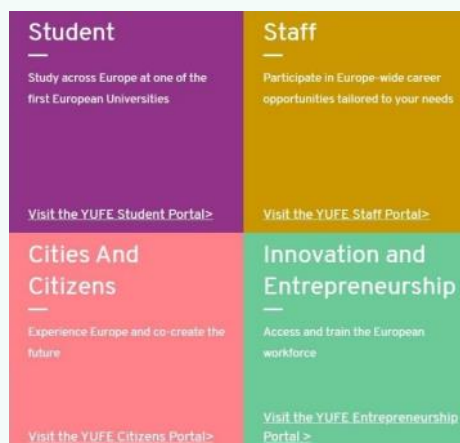 Student
Study across Europe at one of the
first European Universities
Visit the YUFE Student Portal>
Staff
Participate in Europe-wide career
opportunities tailored to your needs
Visit the YUFE Staff Portal>
Cities And
Citizens
Experience Europe and co-create the
future
Visit the YUFE Citizens Portal>
Innovation and
Entrepreneurship
Access and train the European
workforce
Visit the YUFE Entrepreneurship
Portal >